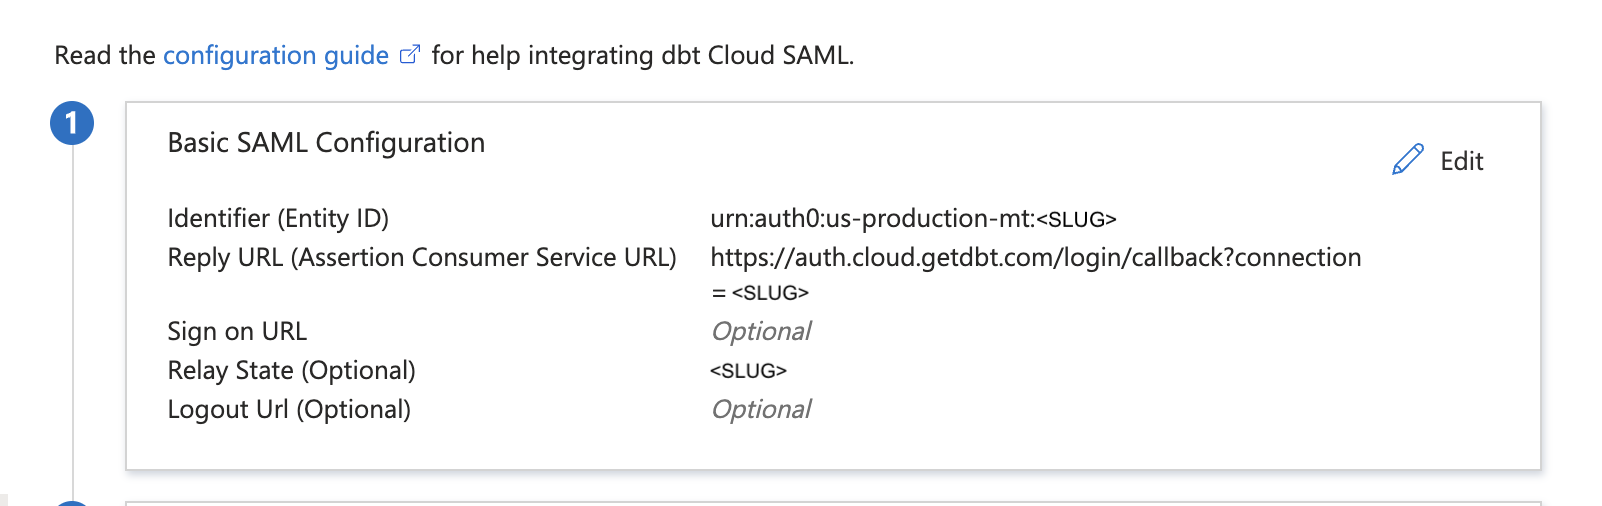 Read the configuration guide for help integrating dbt Cloud SAML.
1
Basic SAML Configuration
Edit
Identifier (Entity ID) urn:auth0:us-production-mt:<SLUG>
Reply URL (Assertion Consumer Service URL) https://auth.cloud.getdbt.com/login/callback?connection
= <SLUG>
Sign on URL Optional
Relay State (Optional) <SLUG>
Logout Url (Optional) Optional